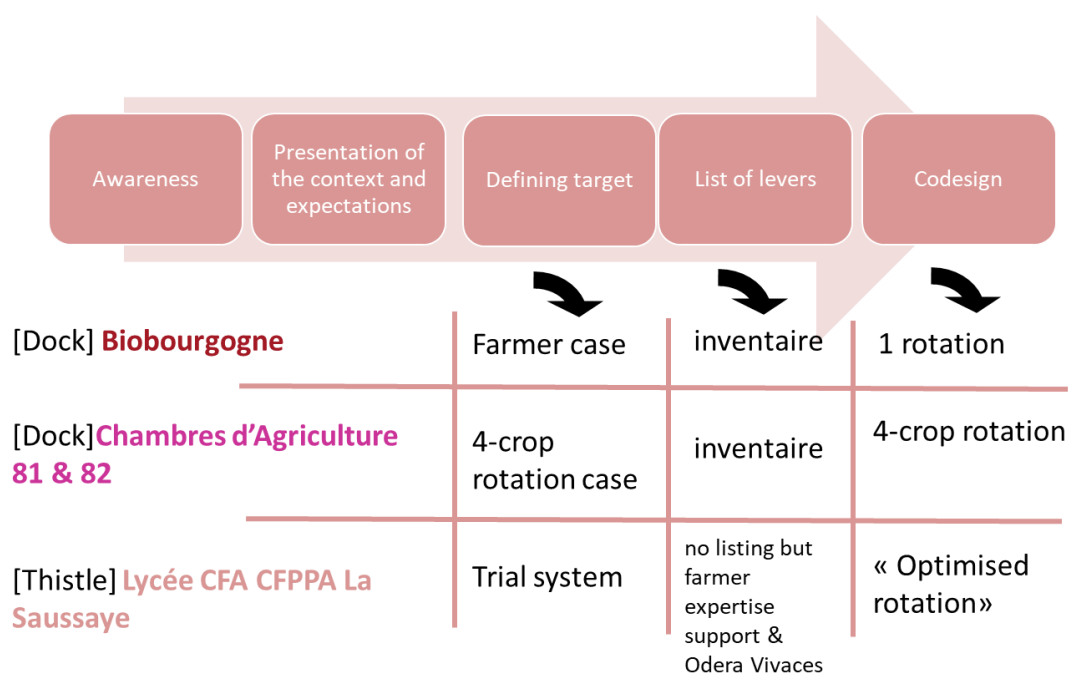 Awareness
Presentation of
the context and
expectations
Defining target
List of levers
Codesign
[Dock] Biobourgogne
Farmer case
inventaire
1 rotation
[Dock]Chambres d’Agriculture
81 & 82
4-crop
rotation case
inventaire
4-crop rotation
[Thistle] Lycée CFA CFPPA La
Saussaye
Trial system
no listing but
farmer
expertise
support &
Odera Vivaces
« Optimised
rotation»